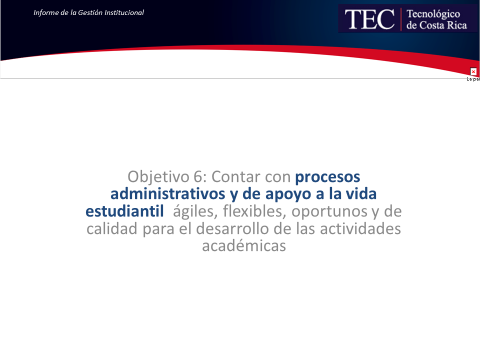 Informe de la Gestión Institucional
TEC | Tecnológico
de Costa Rica
Objetivo 6: Contar con procesos
administrativos y de apoyo a la vida
estudiantil ágiles, flexibles, oportunos y de
calidad para el desarrollo de las actividades
académicas